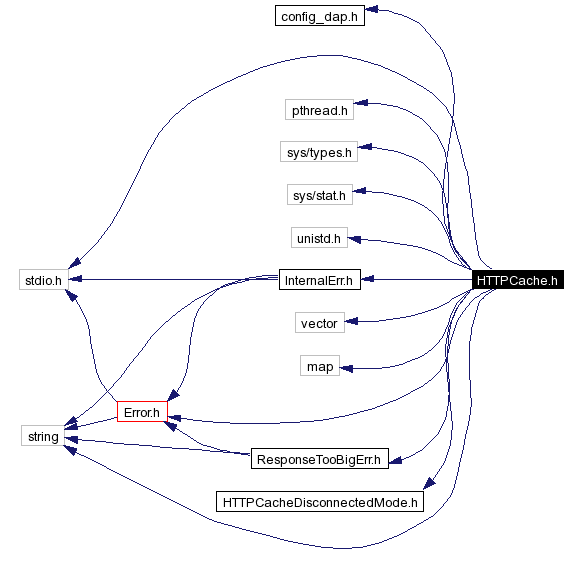 config_dap.h
pthread.h
sys/types.h
sys/stat.h
unistd.h
stdio.h
InternalErr.h
HTTPCache.h
vector
map
Error.h
string
ResponseTooBigErr.h
HTTPCacheDisconnectedMode.h